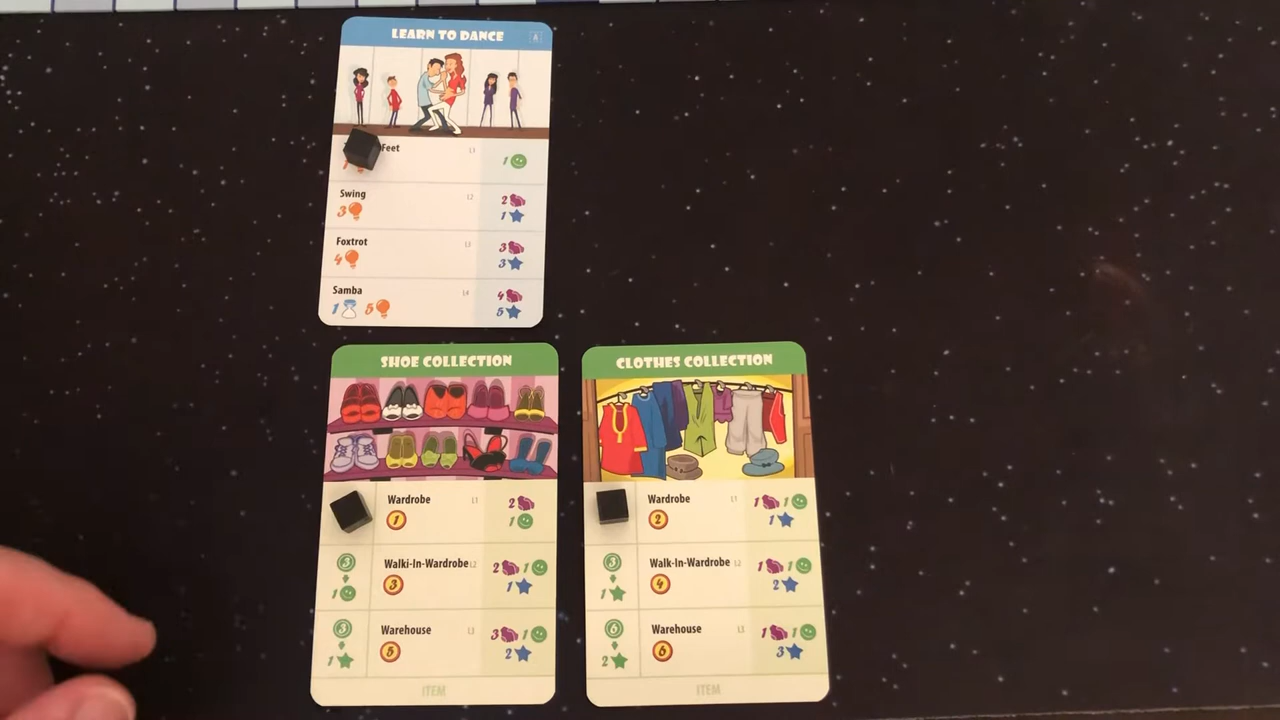 LEARN TO DANCE A
Feet L1 1
Swing L2 2
3 1
Foxtrot L3 3
4 3
Samba L4 4
1 5 5
SHOE COLLECTION
Wardrobe L1 2
1 1
3 Walki-In-Wardrobe L2 2 1
1 3 1
3 Warehouse L3 3 1
1 5 2
ITEM
CLOTHES COLLECTION
Wardrobe L1 1 1
2 1
3 Walk-In-Wardrobe L2 1 1
1 4 2
6 Warehouse L3 1 1
2 6 3
ITEM